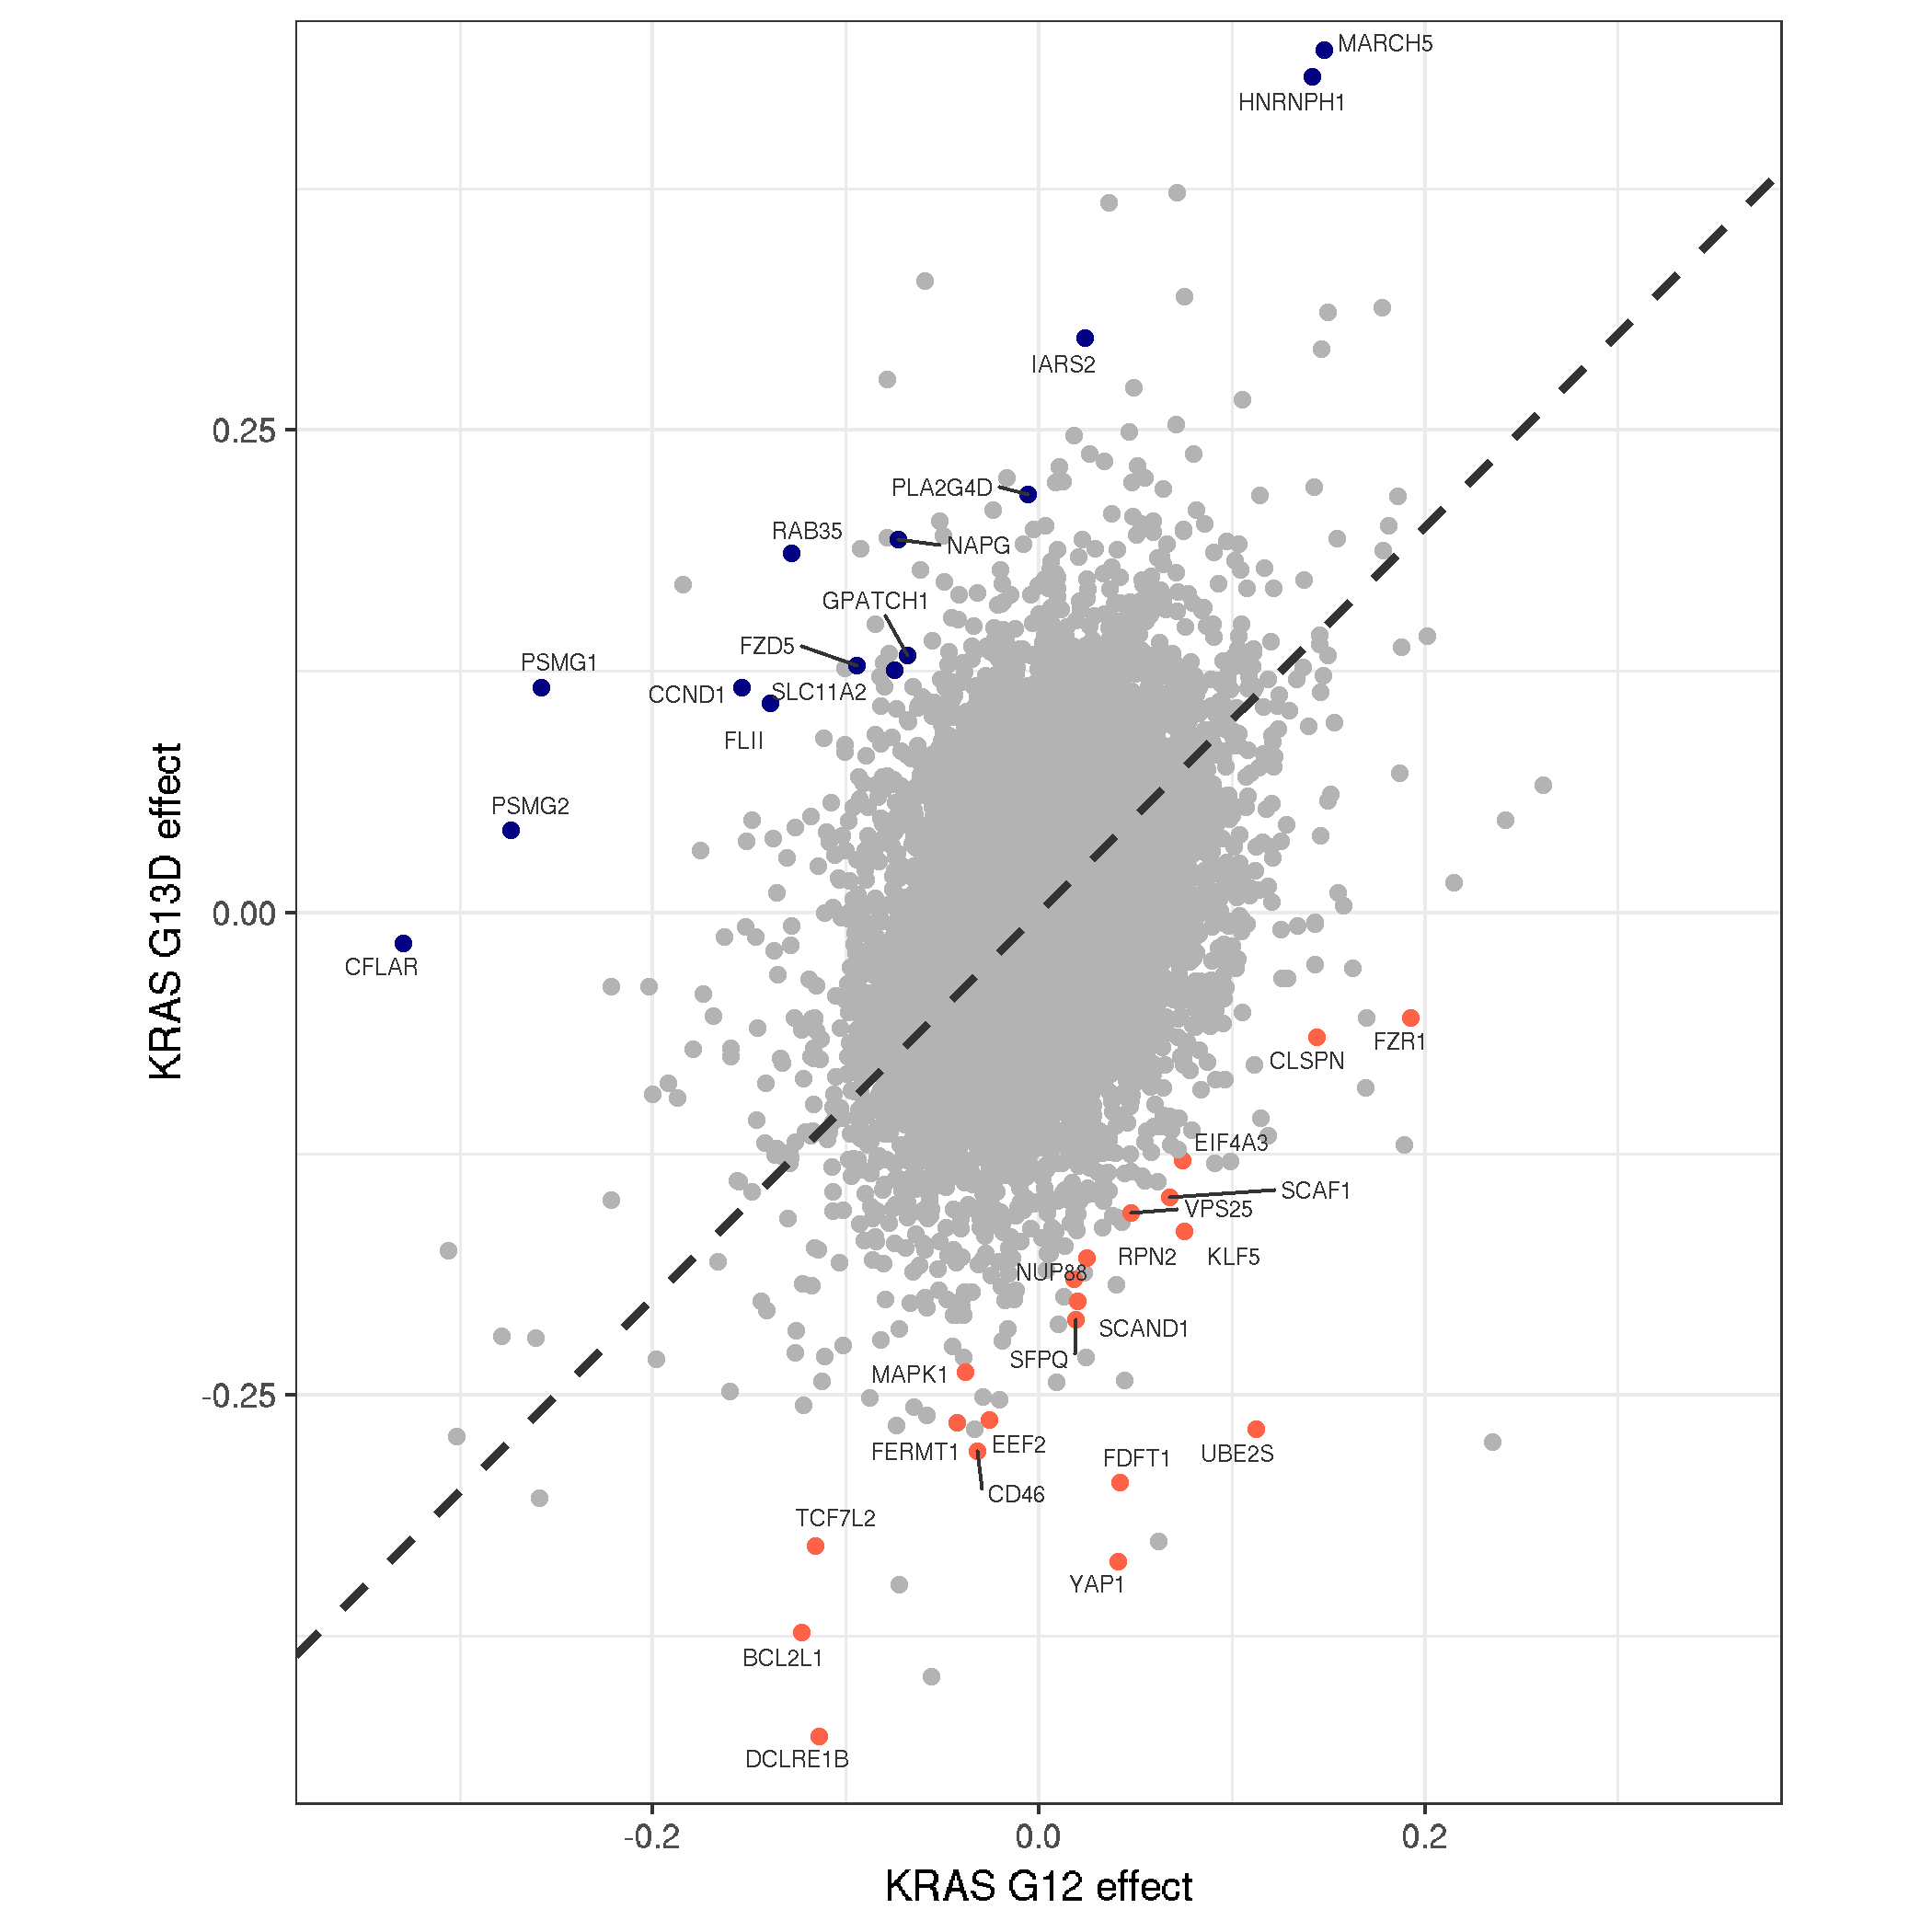 MARCH5
HNRNPH1
IARS2
0.25
PLA2G4D
RAB35
NAPG
GPATCH1
FZD5
PSMG1
CCND1
SLC11A2
FLII
PSMG2
KRAS G13D effect
0.00
CFLAR
FZR1
CLSPN
EIF4A3
SCAF1
VPS25
RPN2
KLF5
NUP88
SCAND1
SFPQ
MAPK1
-0.25
FERMT1
EEF2
UBE2S
FDFT1
CD46
TCF7L2
YAP1
BCL2L1
DCLRE1B
-0.2
0.0
0.2
KRAS G12 effect